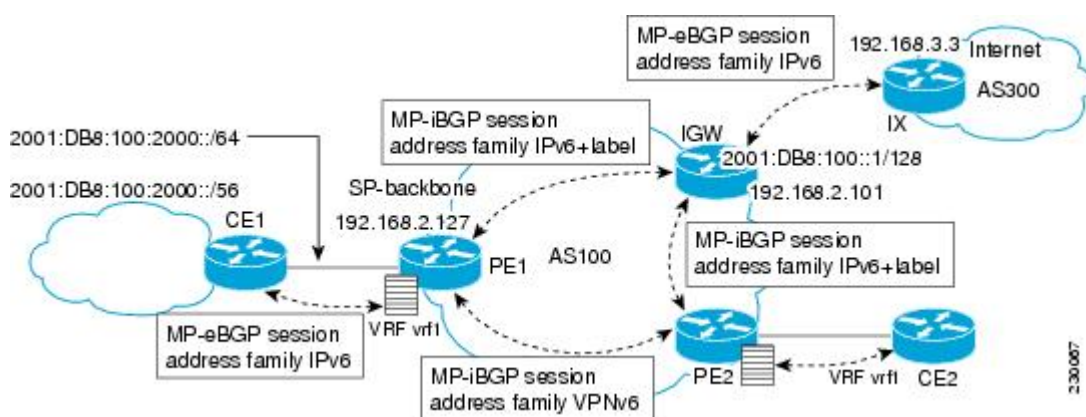 MP-eBGP session
address family IPv6
192.168.3.3
Internet
AS300
IX
2001:DB8:100:2000::/64
MP-iBGP session
address family IPv6+label
IGW
2001:DB8:100::1/128
2001:DB8:100:2000::/56
SP-backbone
192.168.2.101
CE1
192.168.2.127
PE1
AS100
MP-iBGP session
address family IPv6+label
MP-eBGP session
address family IPv6
VRF vrf1
MP-iBGP session
address family VPNv6
PE2
VRF vrf1
CE2
230067